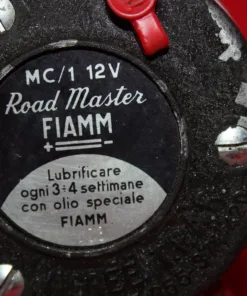 MC/1 12V
Road Master
FIAMM
Lubrificare
ogni 3÷4 settimane
con olio speciale
FIAMM